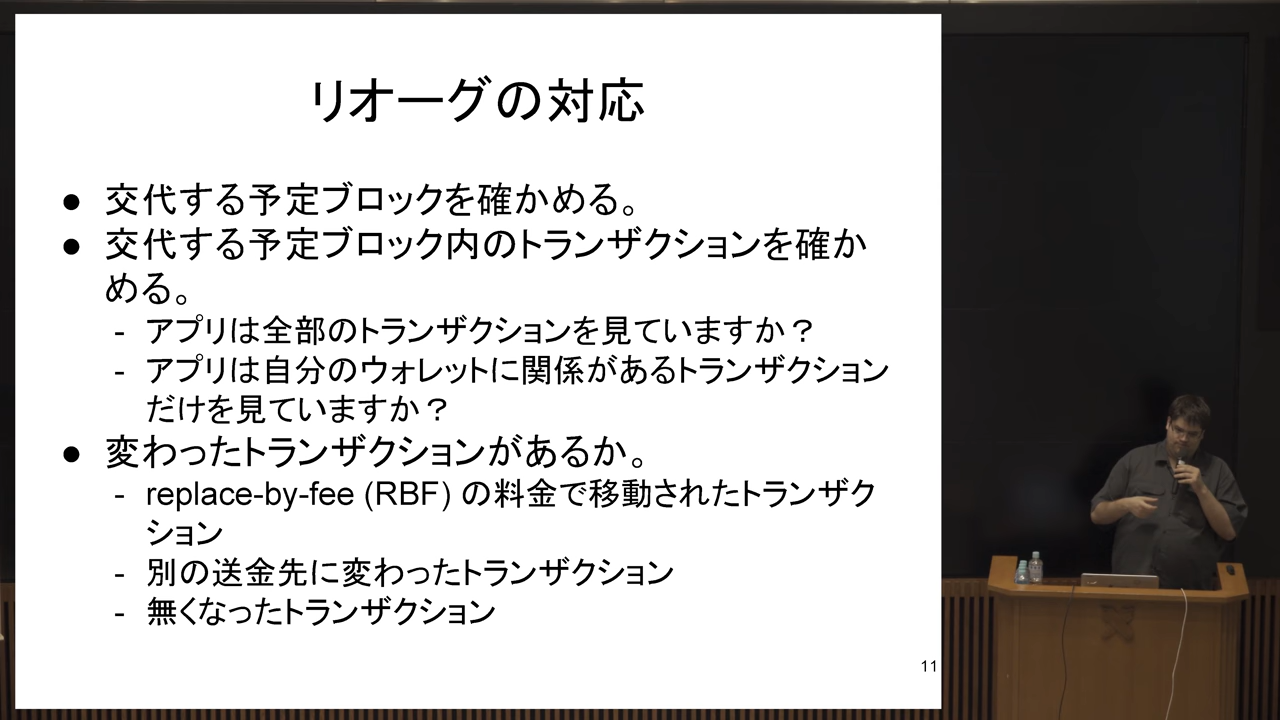 リオーグの対応
● 交代する予定ブロックを確かめる。
● 交代する予定ブロック内のトランザクションを確か
める。
- アプリは全部のトランザクションを見ていますか？
- アプリは自分のウォレットに関係があるトランザクション
だけを見ていますか？
● 変わったトランザクションがあるか。
- replace-by-fee (RBF) の料金で移動されたトランザク
ション
- 別の送金先に変わったトランザクション
- 無くなったトランザクション
11